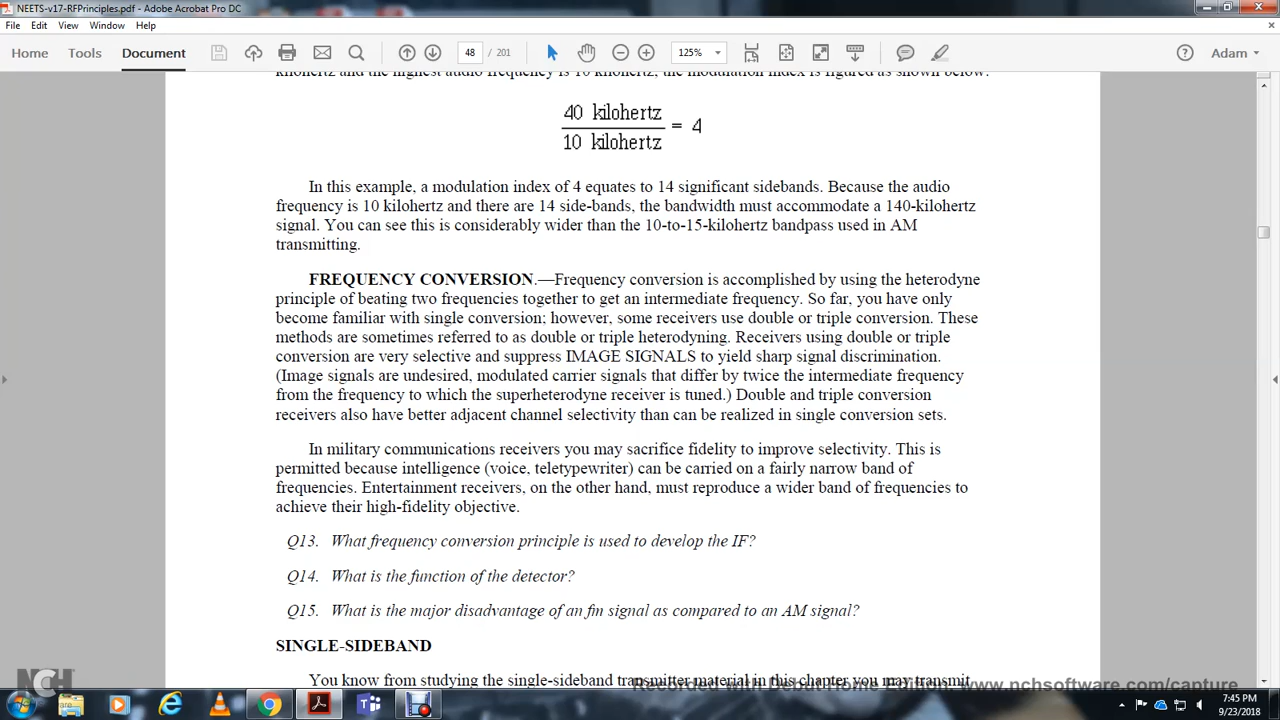 NEETS-v17-RFPrinciples.pdf - Adobe Acrobat Pro DC
File Edit View Window Help
Home Tools Document 48 / 201 125% Adam
kilohertz and the highest audio frequency is 10 kilohertz, the modulation index is figured as shown below:
40 kilohertz
10 kilohertz
= 4
In this example, a modulation index of 4 equates to 14 significant sidebands. Because the audio
frequency is 10 kilohertz and there are 14 side-bands, the bandwidth must accommodate a 140-kilohertz
signal. You can see this is considerably wider than the 10-to-15-kilohertz bandpass used in AM
transmitting.
FREQUENCY CONVERSION.—Frequency conversion is accomplished by using the heterodyne
principle of beating two frequencies together to get an intermediate frequency. So far, you have only
become familiar with single conversion; however, some receivers use double or triple conversion. These
methods are sometimes referred to as double or triple heterodyning. Receivers using double or triple
conversion are very selective and suppress IMAGE SIGNALS to yield sharp signal discrimination.
(Image signals are undesired, modulated carrier signals that differ by twice the intermediate frequency
from the frequency to which the superheterodyne receiver is tuned.) Double and triple conversion
receivers also have better adjacent channel selectivity than can be realized in single conversion sets.
In military communications receivers you may sacrifice fidelity to improve selectivity. This is
permitted because intelligence (voice, teletypewriter) can be carried on a fairly narrow band of
frequencies. Entertainment receivers, on the other hand, must reproduce a wider band of frequencies to
achieve their high-fidelity objective.
Q13. What frequency conversion principle is used to develop the IF?
Q14. What is the function of the detector?
Q15. What is the major disadvantage of an fm signal as compared to an AM signal?
SINGLE-SIDEBAND
You know from studying the single-sideband transmitter material in this chapter you may transmit
NCH
Recorded with Debut Home Edition: www.nchsoftware.com/capture
7:45 PM
9/23/2018